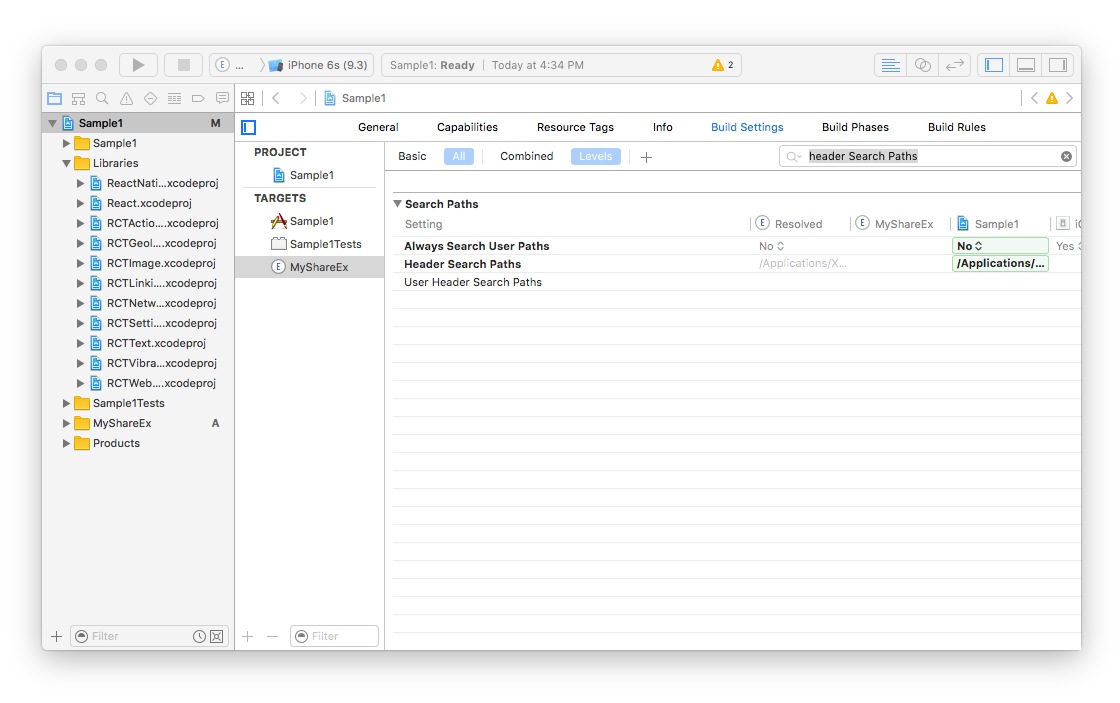 E ... iPhone 6s (9.3) Sample1: Ready Today at 4:34 PM 2
Sample1
Sample1 M
Sample1
Libraries
ReactNati...xcodeproj
React.xcodeproj
RCTActio....xcodeproj
RCTGeol....xcodeproj
RCTImage.xcodeproj
RCTLinki....xcodeproj
RCTNetw....xcodeproj
RCTSetti....xcodeproj
RCTText.xcodeproj
RCTVibra....xcodeproj
RCTWeb....xcodeproj
Sample1Tests
MyShareEx A
Products
Filter
General Capabilities Resource Tags Info Build Settings Build Phases Build Rules
PROJECT
Sample1
TARGETS
Sample1
Sample1Tests
E MyShareEx
Filter
Basic All Combined Levels header Search Paths
Search Paths
Setting E Resolved E MyShareEx Sample1
Always Search User Paths No No Yes
Header Search Paths /Applications/X... /Applications/...
User Header Search Paths